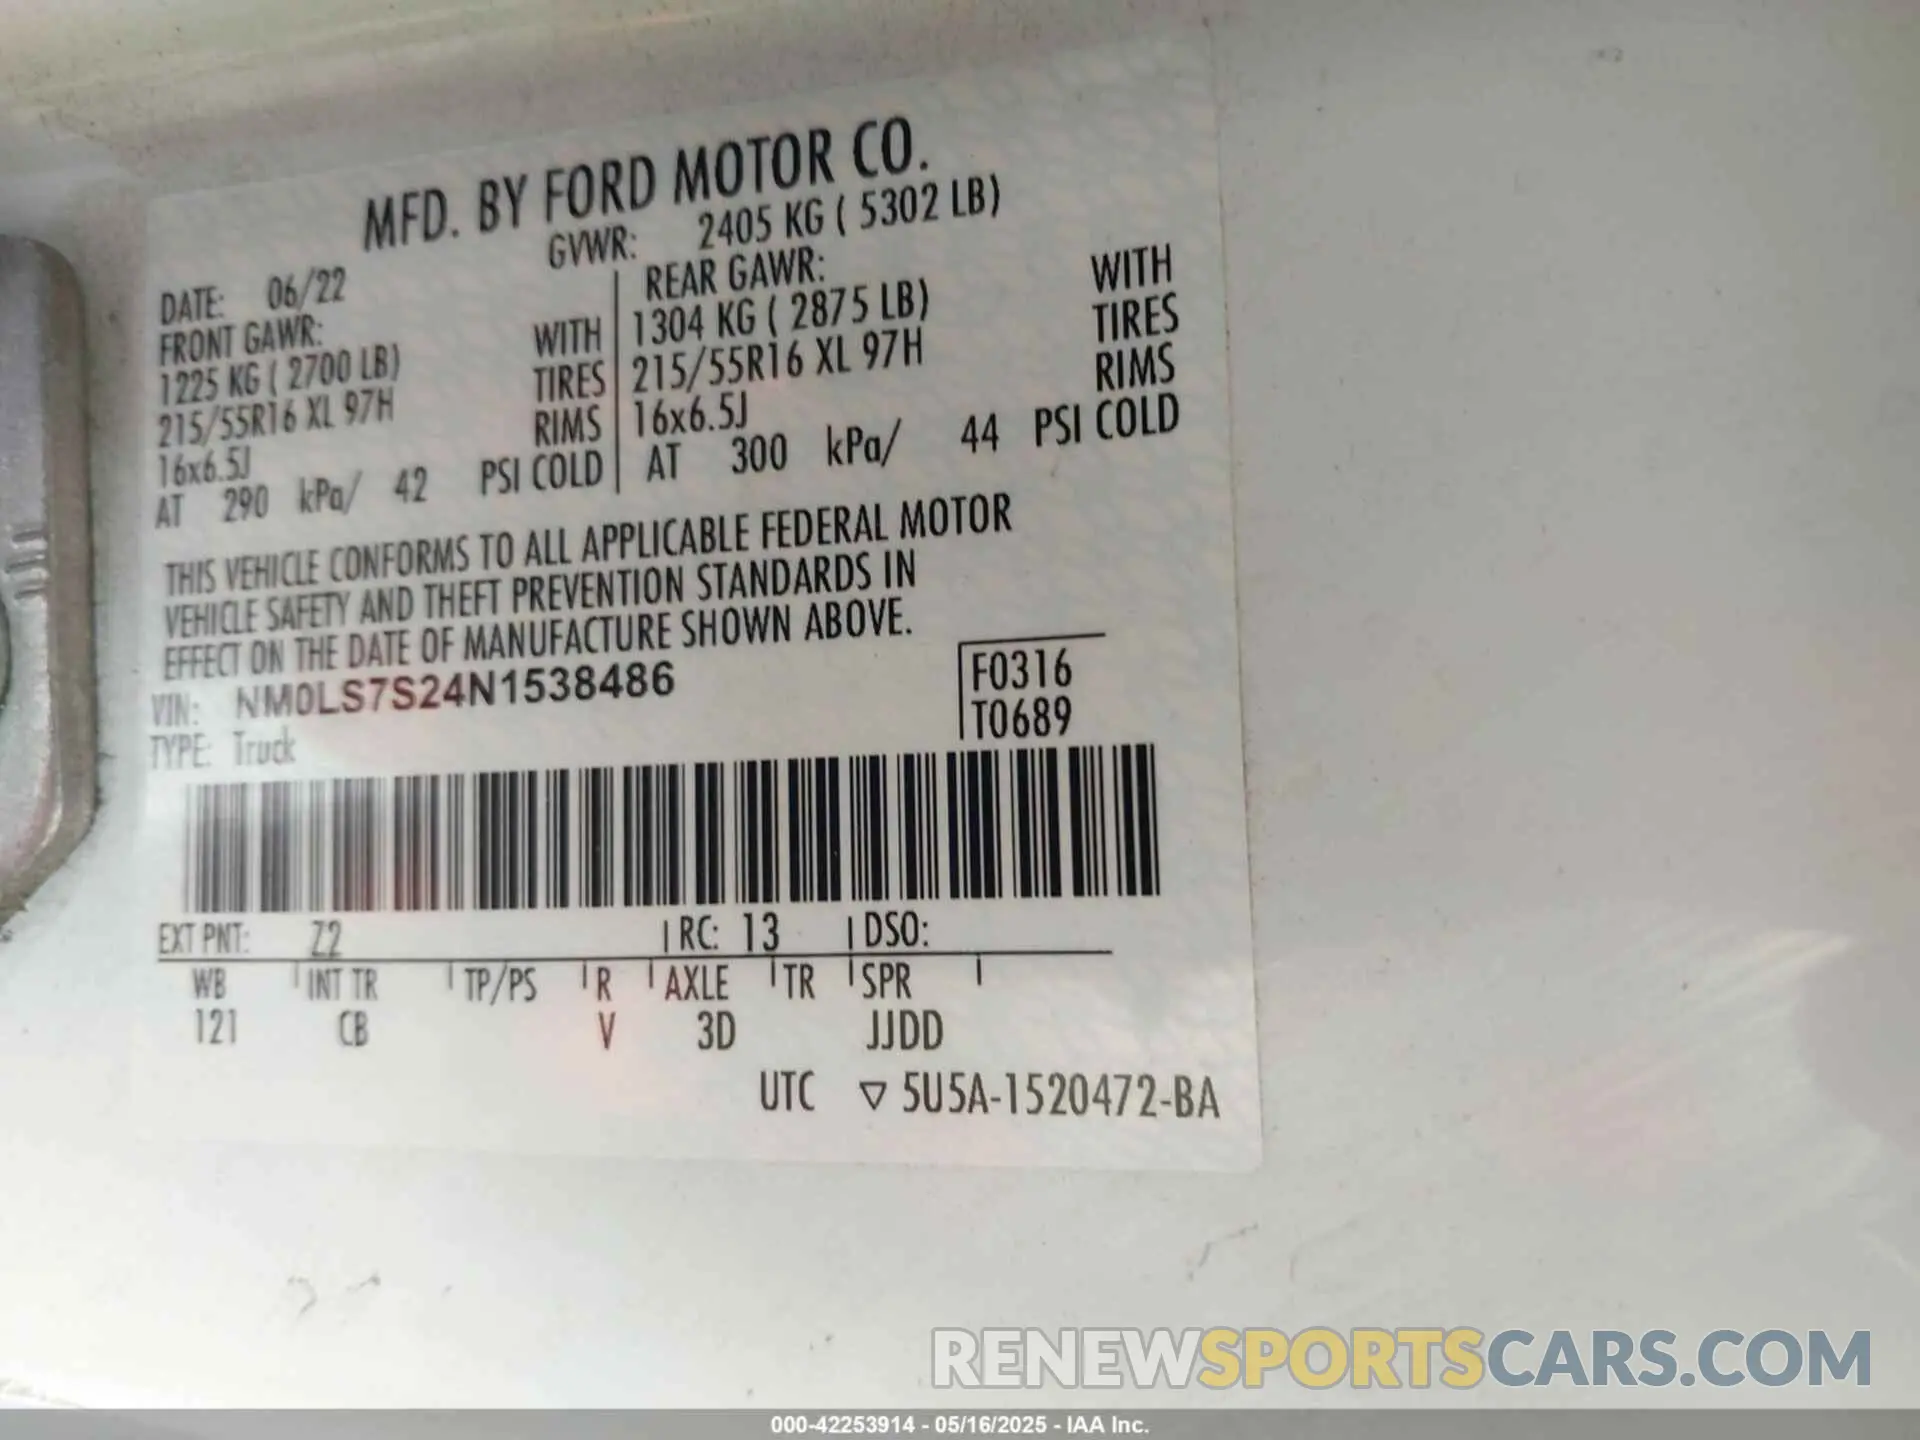 MFD. BY FORD MOTOR CO.
DATE: 06/22 GVWR: 2405 KG ( 5302 LB)
FRONT GAWR: REAR GAWR:
1225 KG ( 2700 LB) WITH 1304 KG ( 2875 LB) WITH
215/55R16 XL 97H TIRES 215/55R16 XL 97H TIRES
16x6.5J RIMS 16x6.5J RIMS
AT 290 kPa/ 42 PSI COLD AT 300 kPa/ 44 PSI COLD
THIS VEHICLE CONFORMS TO ALL APPLICABLE FEDERAL MOTOR
VEHICLE SAFETY AND THEFT PREVENTION STANDARDS IN
EFFECT ON THE DATE OF MANUFACTURE SHOWN ABOVE.
VIN: NM0LS7S24N1538486 F0316
TYPE: Truck T0689
EXT PNT: Z2 RC: 13 DSO:
WB INT TR TP/PS R AXLE TR SPR
121 CB V 3D JJDD
UTC ▽ 5U5A-1520472-BA
RENEWSPORTSCARS.COM
000-42253914 - 05/16/2025 - IAA Inc.